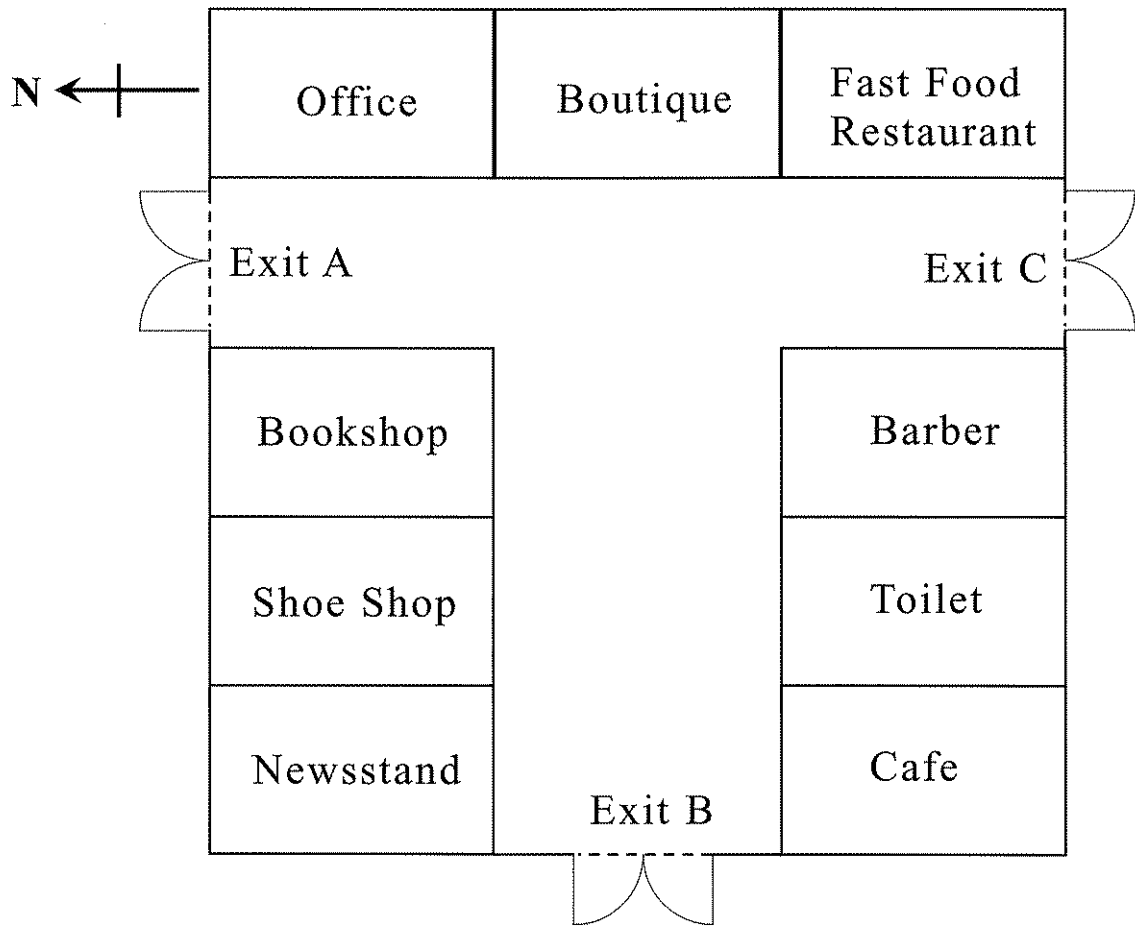 N
Office
Boutique
Fast Food
Restaurant
Exit A
Exit C
Bookshop
Barber
Shoe Shop
Toilet
Newsstand
Cafe
Exit B